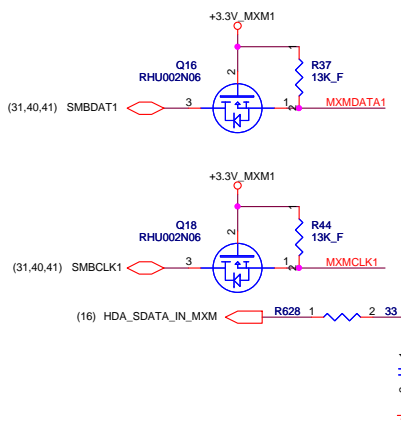 +3.3V_MXM1
Q16
RHU002N06
R37
13K_F
1
2
2
(31,40,41) SMBDAT1
3
1
MXMDATA1
+3.3V_MXM1
Q18
RHU002N06
R44
13K_F
1
2
2
(31,40,41) SMBCLK1
3
1
MXMCLK1
(16) HDA_SDATA_IN_MXM
R628 1
2 33